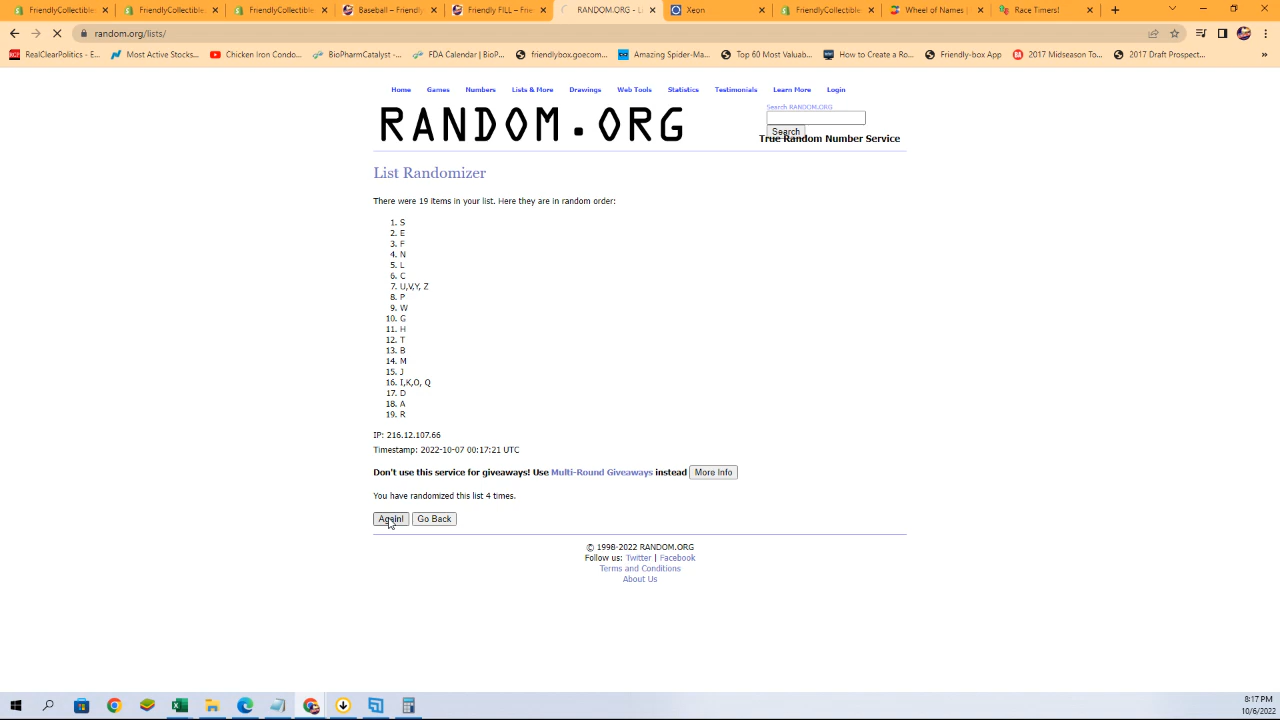 FriendlyCollectible
FriendlyCollectible
FriendlyCollectible
Baseball – Friendly
Friendly FILL – Frie
RANDOM.ORG - Li
Xeon
FriendlyCollectible
Wheel of Names |
Race Timers!
random.org/lists/
RealClearPolitics - E...
Most Active Stocks...
Chicken Iron Condo...
BioPharmCatalyst -...
FDA Calendar | BioP...
friendlybox.goecom...
Amazing Spider-Ma...
Top 60 Most Valuab...
How to Create a Ro...
Friendly-box App
2017 Midseason To...
2017 Draft Prospect...
Home Games Numbers Lists & More Drawings Web Tools Statistics Testimonials Learn More Login
RANDOM.ORG
Search RANDOM.ORG
Search
True Random Number Service
List Randomizer
There were 19 items in your list. Here they are in random order:
1. S
2. E
3. F
4. N
5. L
6. C
7. U,V,Y, Z
8. P
9. W
10. G
11. H
12. T
13. B
14. M
15. J
16. I,K,O, Q
17. D
18. A
19. R
IP: 216.12.107.66
Timestamp: 2022-10-07 00:17:21 UTC
Don't use this service for giveaways! Use Multi-Round Giveaways instead More Info
You have randomized this list 4 times.
Again! Go Back
© 1998-2022 RANDOM.ORG
Follow us: Twitter | Facebook
Terms and Conditions
About Us
8:17 PM
10/6/2022